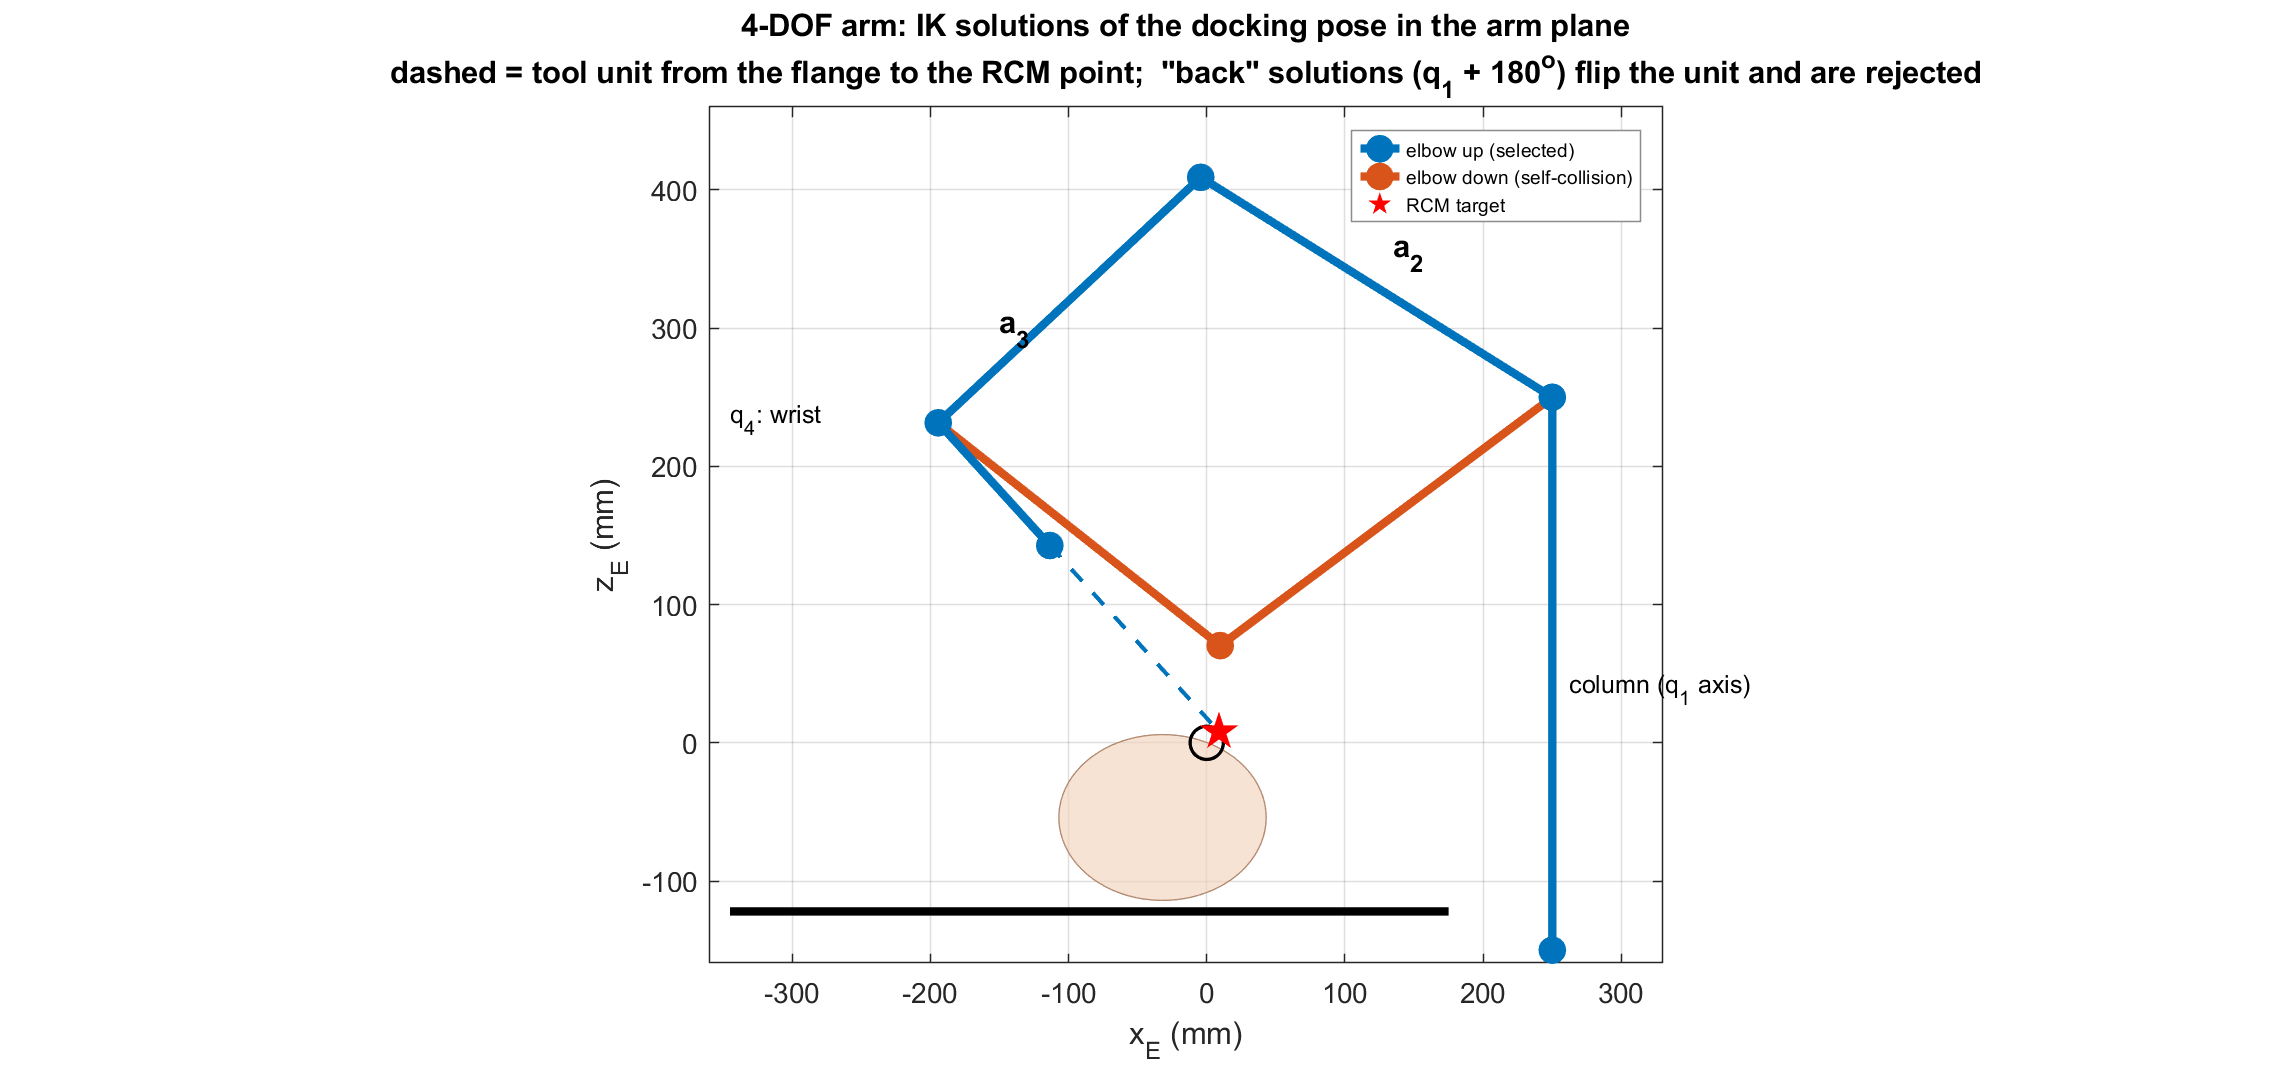 4-DOF arm: IK solutions of the docking pose in the arm plane
dashed = tool unit from the flange to the RCM point;  "back" solutions (q1 + 180o) flip the unit and are rejected
elbow up (selected)
elbow down (self-collision)
RCM target
400
300
200
100
0
-100
a2
a3
q4: wrist
column (q1 axis)
zE (mm)
-300 -200 -100 0 100 200 300
xE (mm)